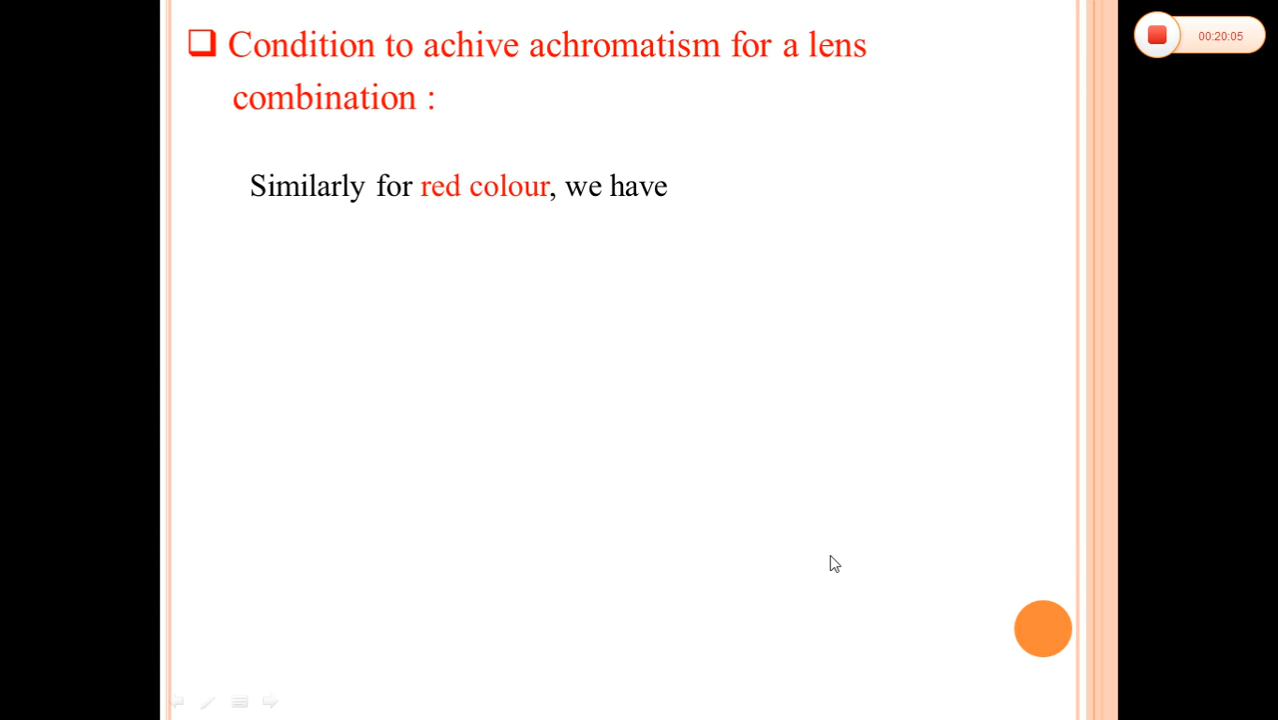 Condition to achive achromatism for a lens
combination :
Similarly for red colour, we have
00:20:05